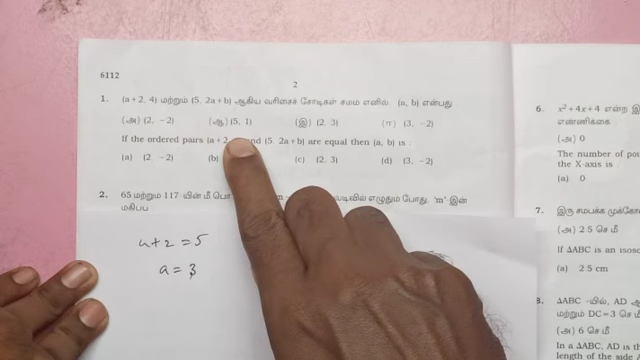 6112
2
1. (a+2, 4) மற்றும் (5, 2a+b) ஆகிய வரிசைச் சோடிகள் சமம் எனில் (a, b) என்பது
(அ) (2, −2) (ஆ) (5, 1) (இ) (2, 3) (ஈ) (3, −2)
If the ordered pairs (a+2, and (5, 2a+b) are equal then (a, b) is :
(a) (2 −2) (b) (c) (2, 3) (d) (3, −2)
2. 65 மற்றும் 117-யின் மீ பொ வடிவில் எழுதும் போது, 'm'-இன்
மதிப்பு
a+2 = 5
a = 3
6. x²+4x+4 என்ற
எண்ணிக்கை
(அ) 0
The number of poi
the X-axis is
(a) 0
7. இரு சமபக்க முக்கோ
(அ) 2.5 செ மீ
If ΔABC is an isosc
(a) 2.5 cm
8. ΔABC -யில், AD ஆ
மற்றும் DC=3 செ மீ
(அ) 6 செ மீ
In a ΔABC, AD is th
length of the side A